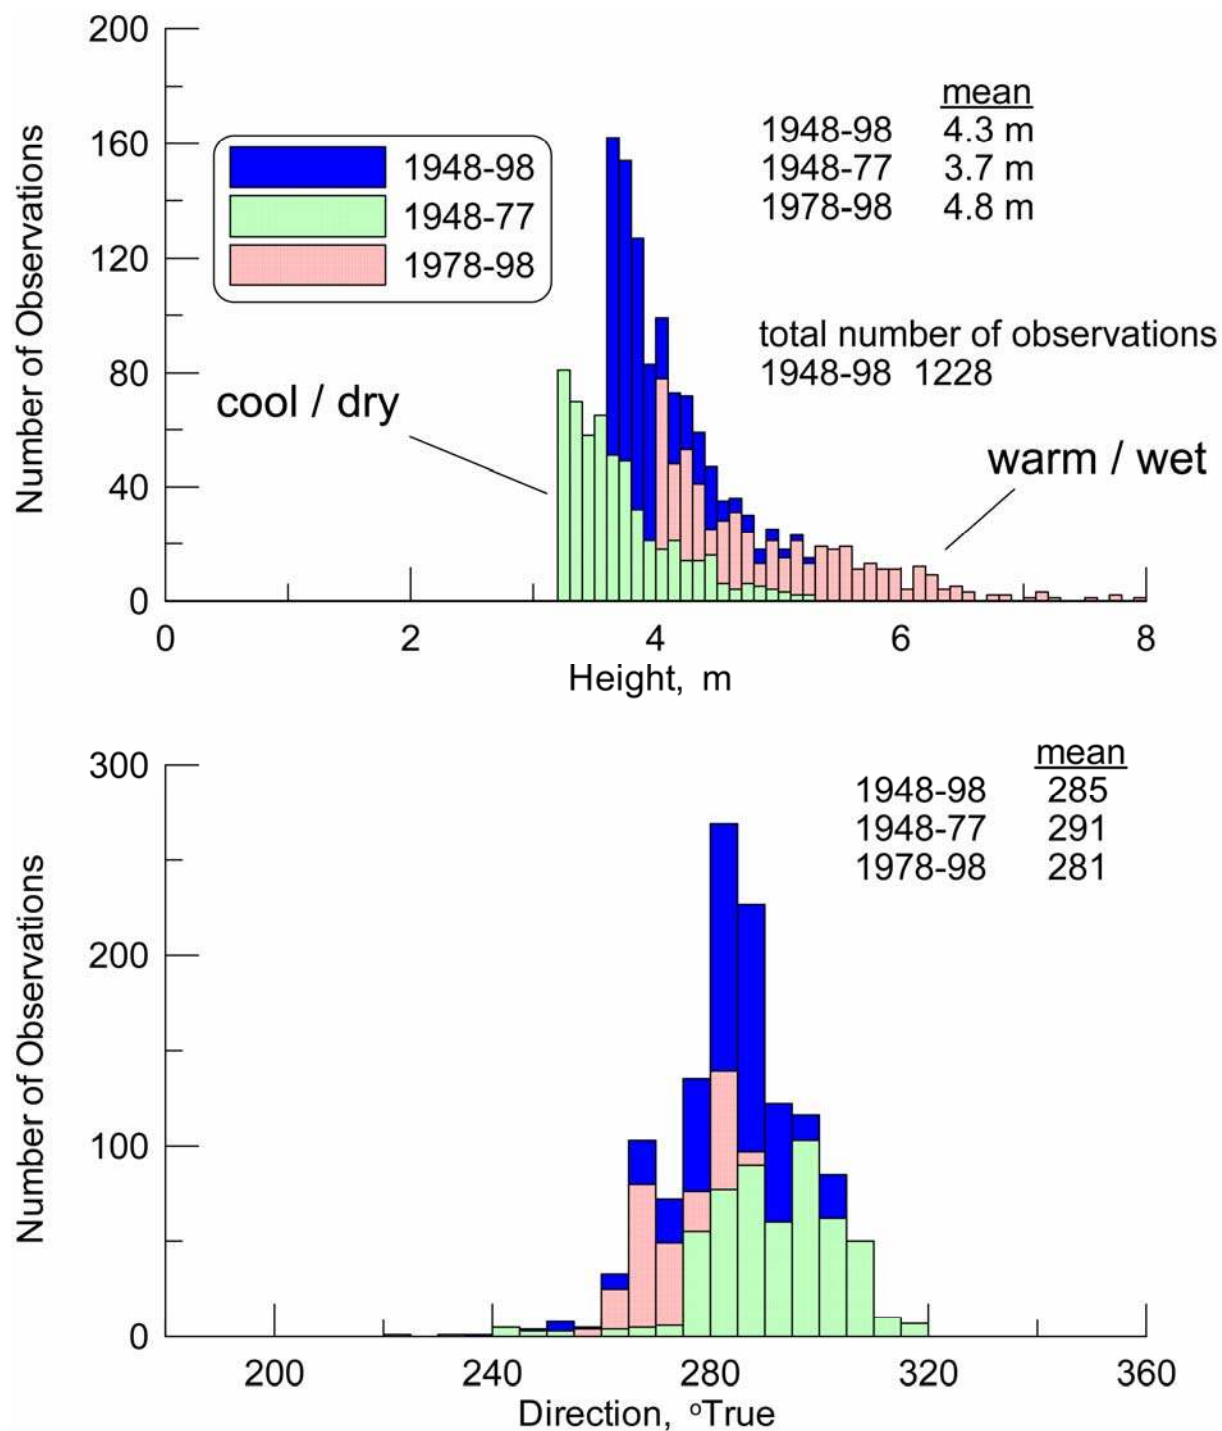 200
160
120
80
40
0
Number of Observations
1948-98
1948-77
1978-98
mean
1948-98 4.3 m
1948-77 3.7 m
1978-98 4.8 m
total number of observations
1948-98 1228
cool / dry
warm / wet
0 2 4 6 8
Height, m
300
200
100
0
Number of Observations
mean
1948-98 285
1948-77 291
1978-98 281
200 240 280 320 360
Direction, °True